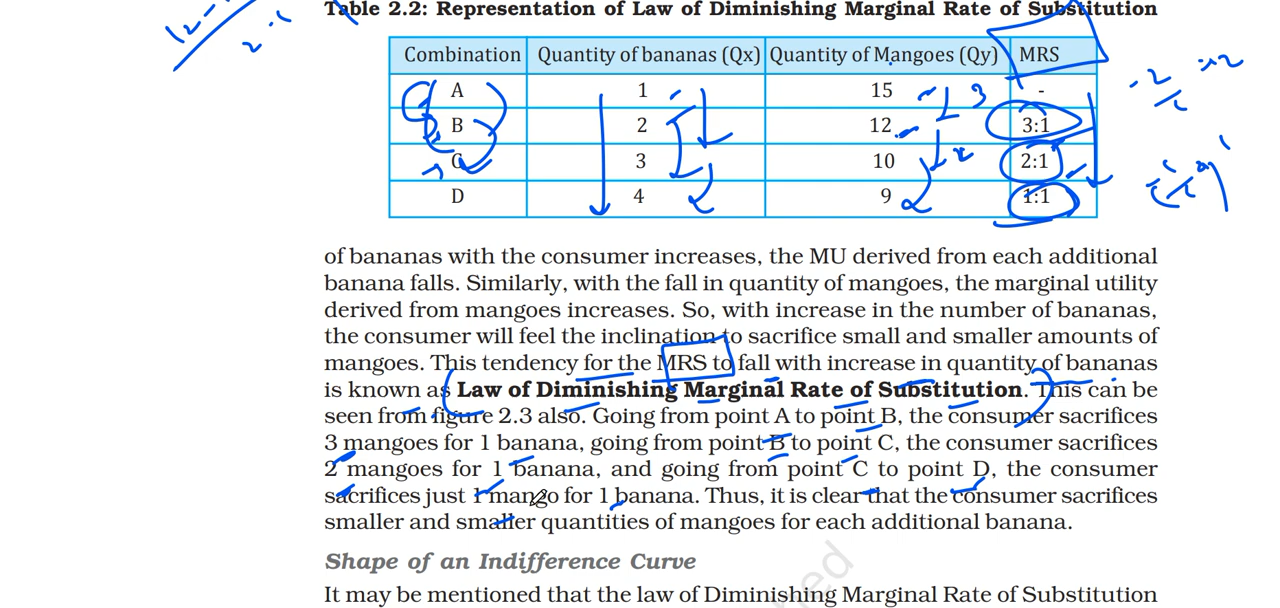 Table 2.2: Representation of Law of Diminishing Marginal Rate of Substitution
Combination Quantity of bananas (Qx) Quantity of Mangoes (Qy) MRS
A 1 15 -
B 2 12 3:1
C 3 10 2:1
D 4 9 1:1
3
of bananas with the consumer increases, the MU derived from each additional
banana falls. Similarly, with the fall in quantity of mangoes, the marginal utility
derived from mangoes increases. So, with increase in the number of bananas,
the consumer will feel the inclination to sacrifice small and smaller amounts of
mangoes. This tendency for the MRS to fall with increase in quantity of bananas
is known as Law of Diminishing Marginal Rate of Substitution. This can be
seen from figure 2.3 also. Going from point A to point B, the consumer sacrifices
3 mangoes for 1 banana, going from point B to point C, the consumer sacrifices
2 mangoes for 1 banana, and going from point C to point D, the consumer
sacrifices just 1 mango for 1 banana. Thus, it is clear that the consumer sacrifices
smaller and smaller quantities of mangoes for each additional banana.
Shape of an Indifference Curve
It may be mentioned that the law of Diminishing Marginal Rate of Substitution